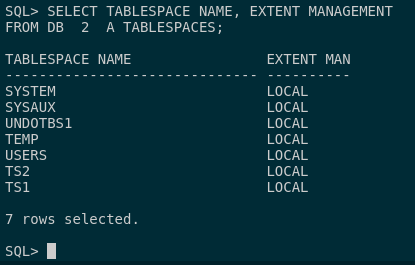 SQL> SELECT TABLESPACE NAME, EXTENT MANAGEMENT
FROM DB  2  A TABLESPACES;
TABLESPACE NAME                EXTENT MAN
------------------------------ ----------
SYSTEM                         LOCAL
SYSAUX                         LOCAL
UNDOTBS1                       LOCAL
TEMP                           LOCAL
USERS                          LOCAL
TS2                            LOCAL
TS1                            LOCAL
7 rows selected.
SQL>